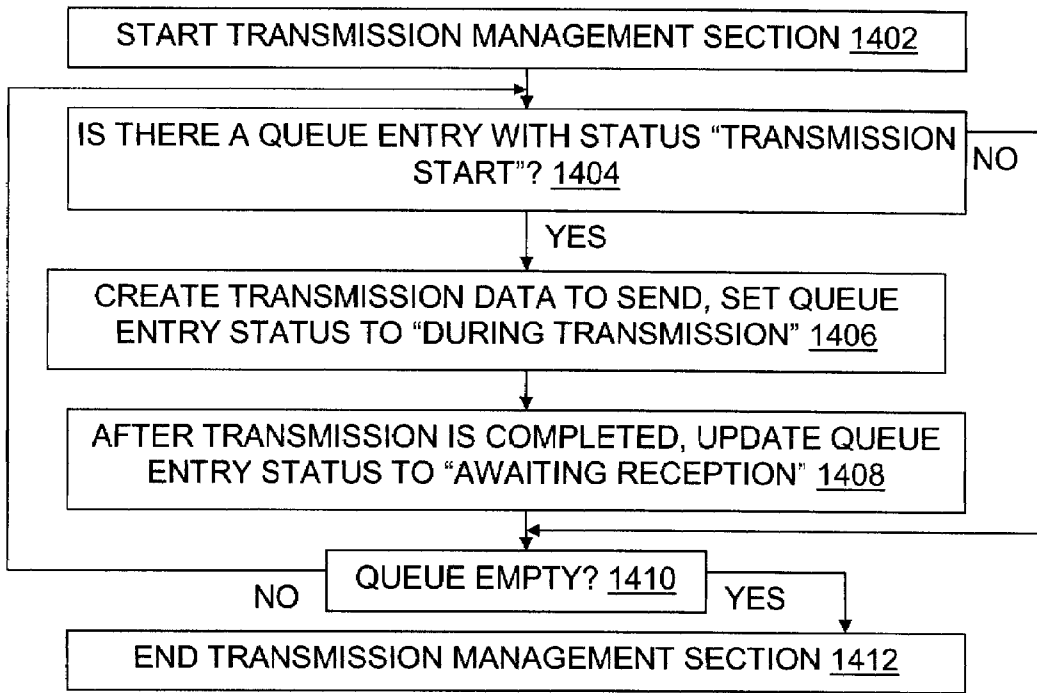 START TRANSMISSION MANAGEMENT SECTION 1402
IS THERE A QUEUE ENTRY WITH STATUS “TRANSMISSION
START”? 1404
NO
YES
CREATE TRANSMISSION DATA TO SEND, SET QUEUE
ENTRY STATUS TO “DURING TRANSMISSION” 1406
AFTER TRANSMISSION IS COMPLETED, UPDATE QUEUE
ENTRY STATUS TO “AWAITING RECEPTION” 1408
QUEUE EMPTY? 1410
NO
YES
END TRANSMISSION MANAGEMENT SECTION 1412